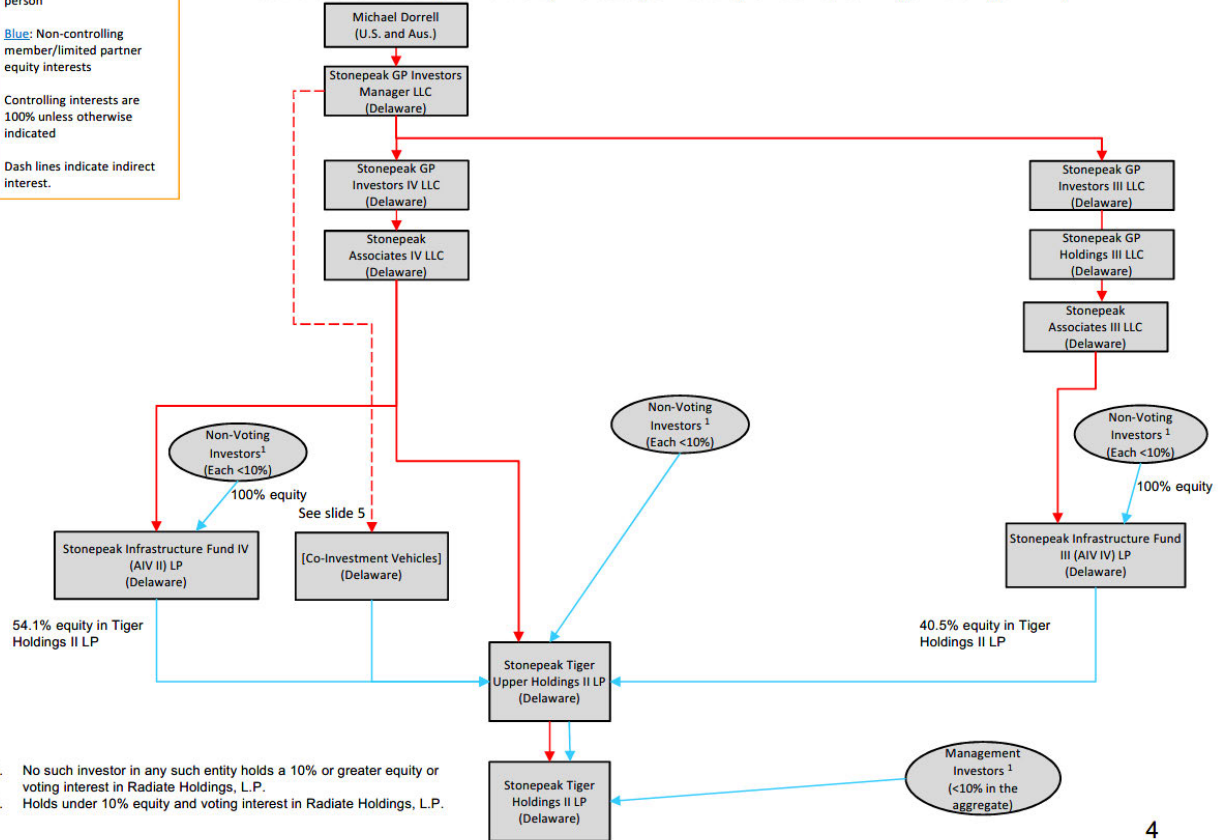 person
Blue: Non-controlling
member/limited partner
equity interests
Controlling interests are
100% unless otherwise
indicated
Dash lines indicate indirect
interest.
Michael Dorrell
(U.S. and Aus.)
Stonepeak GP Investors
Manager LLC
(Delaware)
Stonepeak GP
Investors IV LLC
(Delaware)
Stonepeak
Associates IV LLC
(Delaware)
Stonepeak GP
Investors III LLC
(Delaware)
Stonepeak GP
Holdings III LLC
(Delaware)
Stonepeak
Associates III LLC
(Delaware)
Non-Voting
Investors1
(Each <10%)
100% equity
See slide 5
Non-Voting
Investors 1
(Each <10%)
Non-Voting
Investors 1
(Each <10%)
100% equity
Stonepeak Infrastructure Fund IV
(AIV II) LP
(Delaware)
[Co-Investment Vehicles]
(Delaware)
Stonepeak Infrastructure Fund
III (AIV IV) LP
(Delaware)
54.1% equity in Tiger
Holdings II LP
40.5% equity in Tiger
Holdings II LP
Stonepeak Tiger
Upper Holdings II LP
(Delaware)
Stonepeak Tiger
Holdings II LP
(Delaware)
Management
Investors 1
(<10% in the
aggregate)
No such investor in any such entity holds a 10% or greater equity or
voting interest in Radiate Holdings, L.P.
Holds under 10% equity and voting interest in Radiate Holdings, L.P.
4